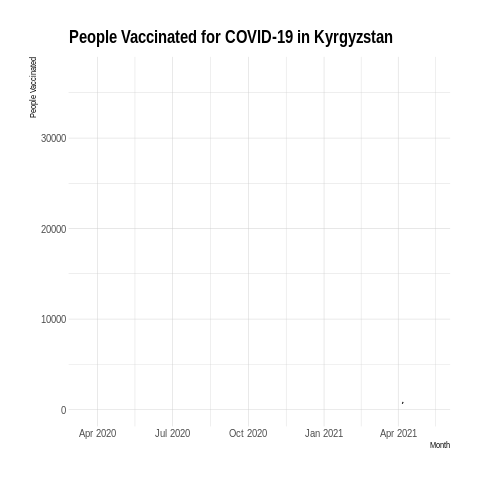 People Vaccinated for COVID-19 in Kyrgyzstan
People Vaccinated
30000
20000
10000
0
Apr 2020 Jul 2020 Oct 2020 Jan 2021 Apr 2021
Month